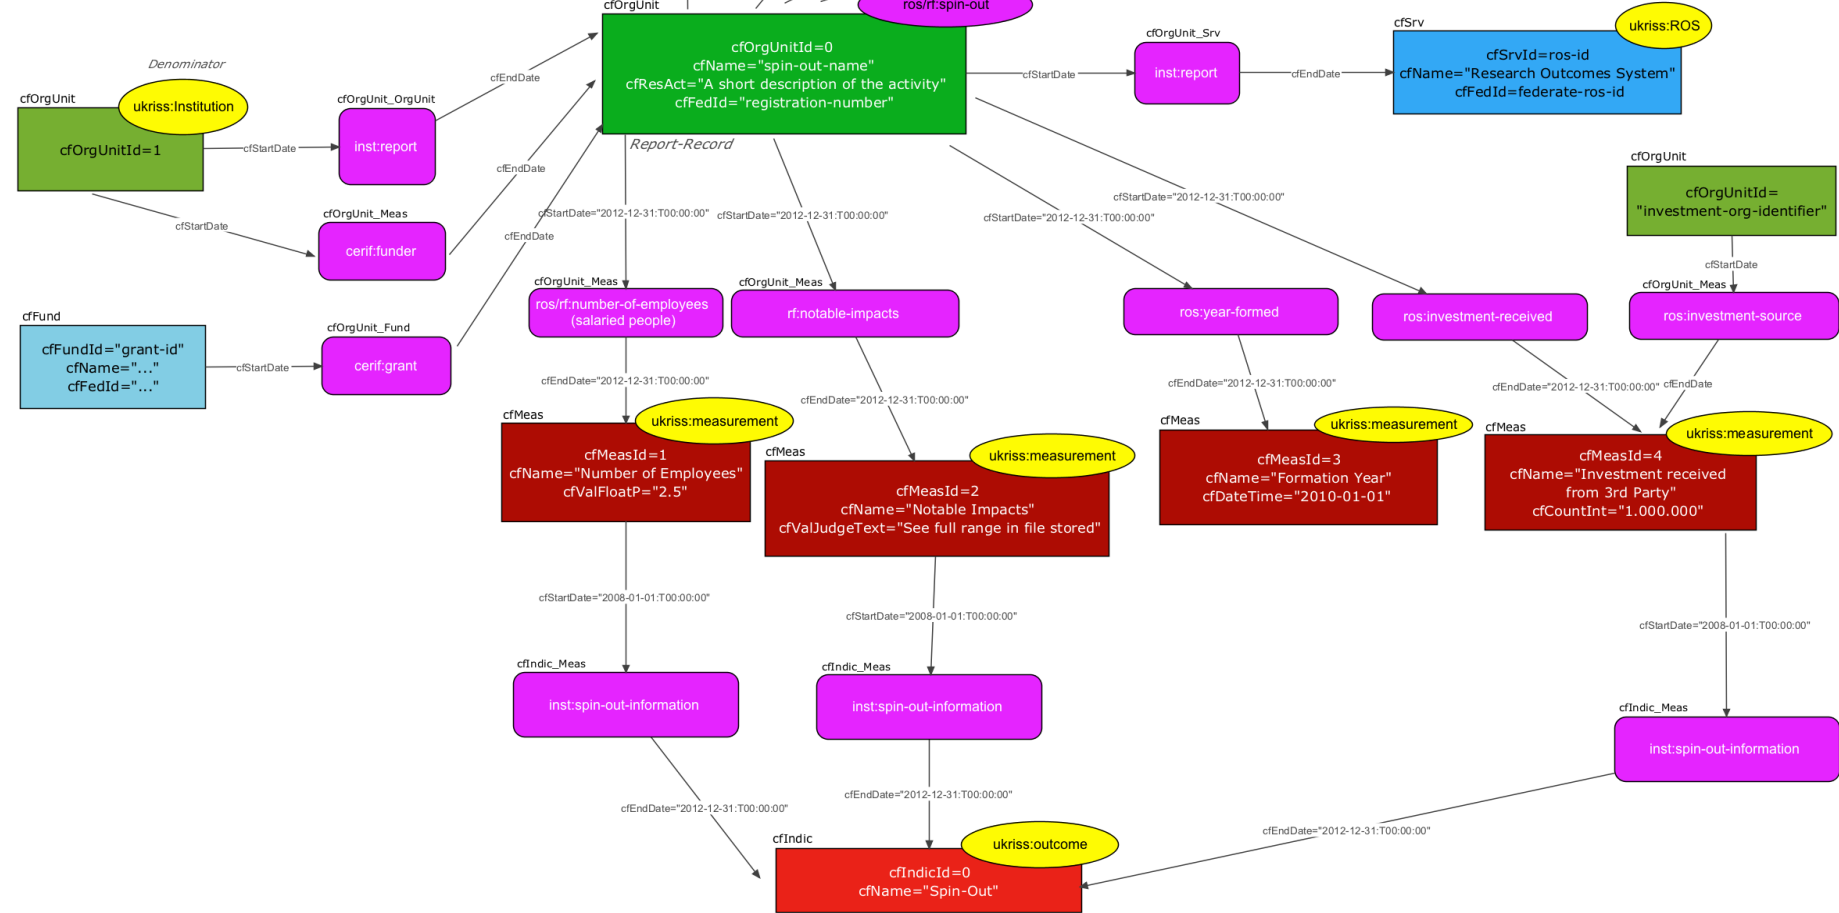 cfOrgUnit
ros/rf:spin-out
cfOrgUnitId=0
cfName="spin-out-name"
cfResAct="A short description of the activity"
cfFedId="registration-number"
Report-Record
cfOrgUnit_Srv
inst:report
cfStartDate
cfEndDate
cfSrv
ukriss:ROS
cfSrvId=ros-id
cfName="Research Outcomes System"
cfFedId=federate-ros-id
Denominator
cfOrgUnit
ukriss:Institution
cfOrgUnitId=1
cfStartDate
cfOrgUnit_OrgUnit
inst:report
cfEndDate
cfStartDate
cfOrgUnit_Meas
cerif:funder
cfEndDate
cfFund
cfFundId="grant-id"
cfName="..."
cfFedId="..."
cfStartDate
cfOrgUnit_Fund
cerif:grant
cfEndDate
cfStartDate="2012-12-31:T00:00:00"
cfStartDate="2012-12-31:T00:00:00"
cfStartDate="2012-12-31:T00:00:00"
cfStartDate="2012-12-31:T00:00:00"
cfOrgUnit
cfOrgUnitId=
"investment-org-identifier"
cfStartDate
cfOrgUnit_Meas
ros/rf:number-of-employees
(salaried people)
cfOrgUnit_Meas
rf:notable-impacts
ros:year-formed
ros:investment-received
cfOrgUnit_Meas
ros:investment-source
cfEndDate="2012-12-31:T00:00:00"
cfEndDate="2012-12-31:T00:00:00"
cfEndDate="2012-12-31:T00:00:00"
cfEndDate="2012-12-31:T00:00:00"
cfEndDate
cfMeas
ukriss:measurement
cfMeasId=1
cfName="Number of Employees"
cfValFloatP="2.5"
cfMeas
ukriss:measurement
cfMeasId=2
cfName="Notable Impacts"
cfValJudgeText="See full range in file stored"
cfMeas
ukriss:measurement
cfMeasId=3
cfName="Formation Year"
cfDateTime="2010-01-01"
cfMeas
ukriss:measurement
cfMeasId=4
cfName="Investment received
from 3rd Party"
cfCountInt="1.000.000"
cfStartDate="2008-01-01:T00:00:00"
cfStartDate="2008-01-01:T00:00:00"
cfStartDate="2008-01-01:T00:00:00"
cfIndic_Meas
inst:spin-out-information
cfIndic_Meas
inst:spin-out-information
cfIndic_Meas
inst:spin-out-information
cfEndDate="2012-12-31:T00:00:00"
cfEndDate="2012-12-31:T00:00:00"
cfEndDate="2012-12-31:T00:00:00"
cfIndic
ukriss:outcome
cfIndicId=0
cfName="Spin-Out"